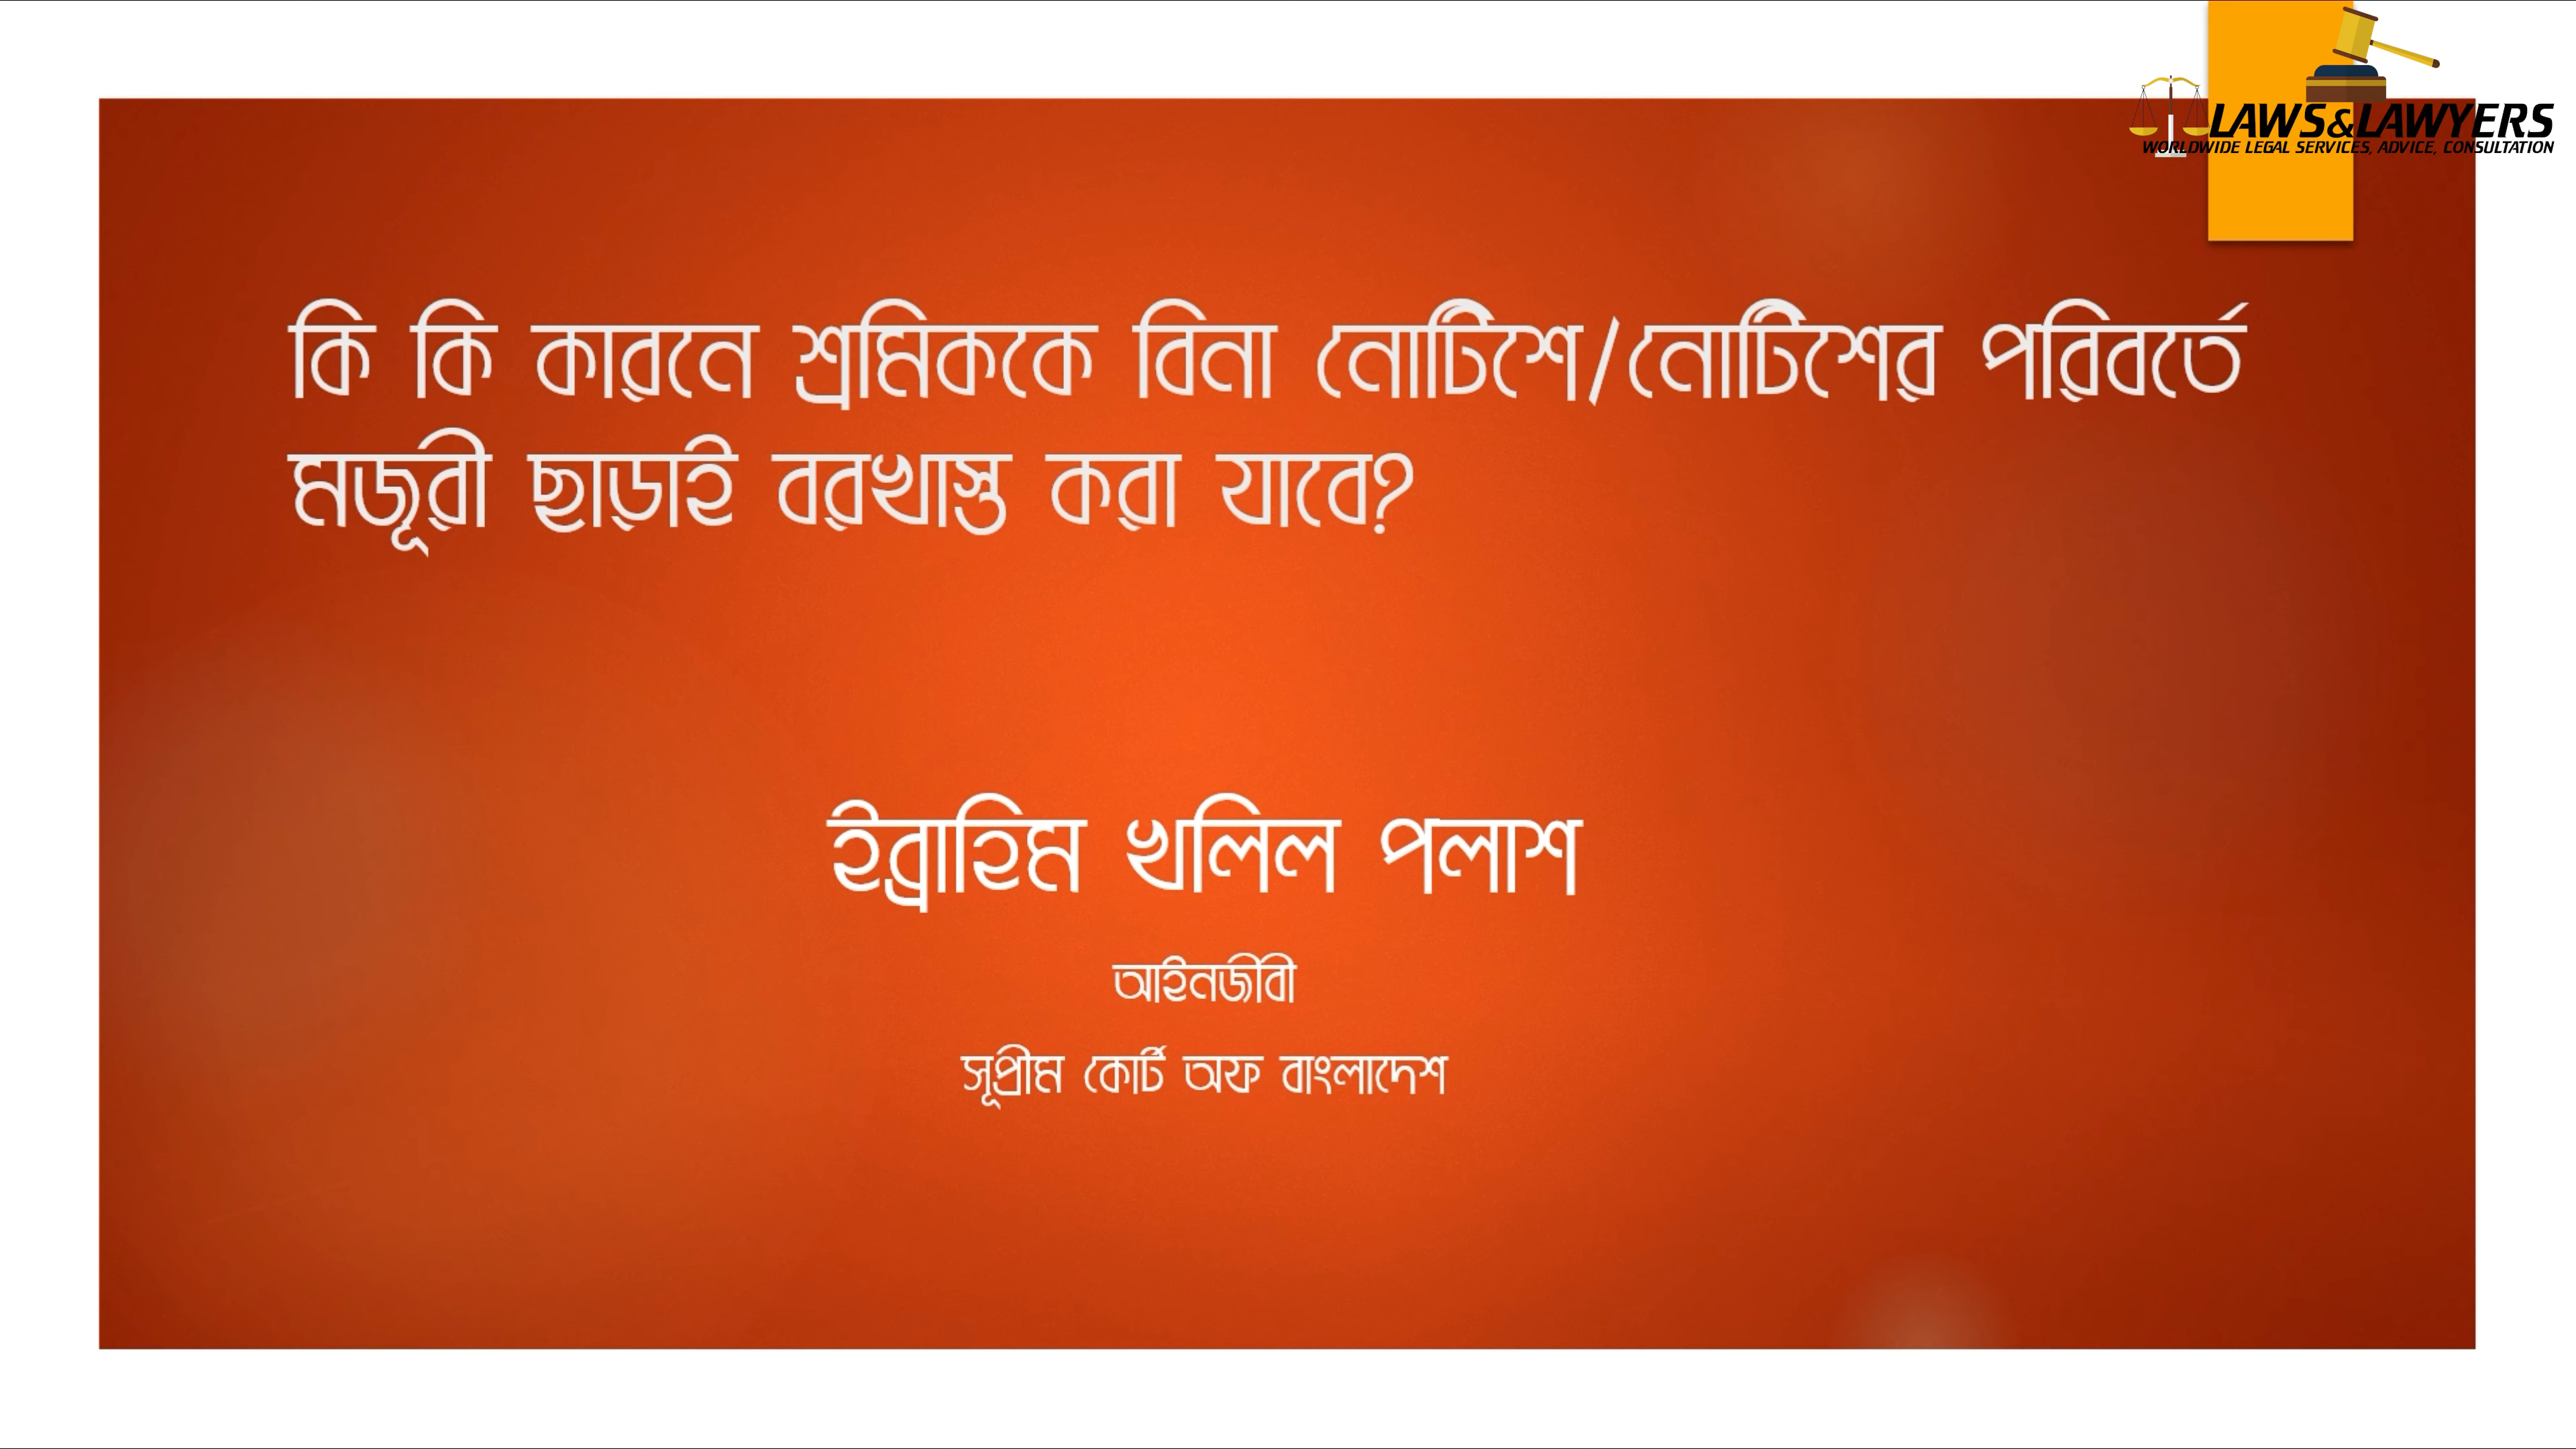 LAWS&LAWYERS
WORLDWIDE LEGAL SERVICES, ADVICE, CONSULTATION
কি কি কারনে শ্রমিককে বিনা নোটিশে/নোটিশের পরিবর্তে
মজূরী ছাড়াই বরখাস্ত করা যাবে?
ইব্রাহিম খলিল পলাশ
আইনজীবী
সূপ্রীম কোর্ট অফ বাংলাদেশ